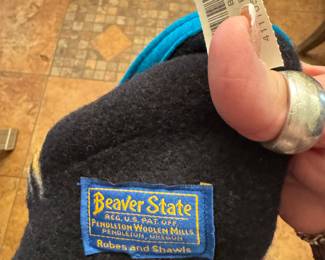 Beaver State
REG. U.S. PAT. OFF.
PENDLETON WOOLEN MILLS
PENDLETON, OREGON
Robes and Shawls